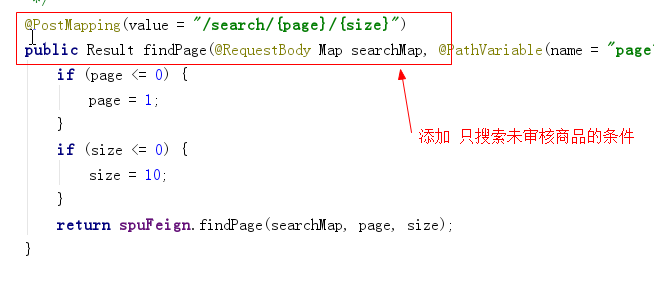 */
@PostMapping(value = "/search/{page}/{size}")
public Result findPage(@RequestBody Map searchMap, @PathVariable(name = "page"
if (page <= 0) {
page = 1;
}
if (size <= 0) {
size = 10;
}
return spuFeign.findPage(searchMap, page, size);
}
添加 只搜索未审核商品的条件